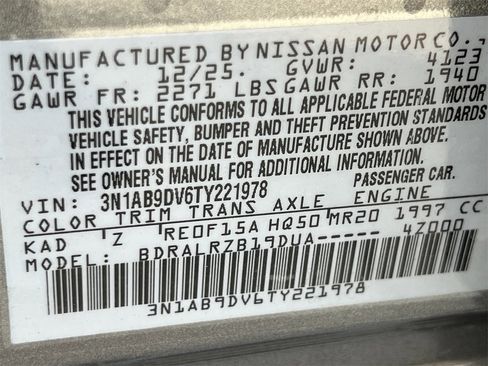 MANUFACTURED BY NISSAN MOTOR CO.,
DATE: 12/25. GVWR: 4123
GAWR FR: 2271 LBS GAWR RR: 1940
THIS VEHICLE CONFORMS TO ALL APPLICABLE FEDERAL MOTOR
VEHICLE SAFETY, BUMPER AND THEFT PREVENTION STANDARDS
IN EFFECT ON THE DATE OF MANUFACTURE SHOWN ABOVE.
SEE OWNER'S MANUAL FOR ADDITIONAL INFORMATION.
VIN: 3N1AB9DV6TY221978 PASSENGER CAR.
COLOR TRIM TRANS AXLE ENGINE
KAD Z RE0F15A HQ50 MR20 1997 CC
MODEL: BDRALRZB19DUA----- 4Z000
3N1AB9DV6TY221978